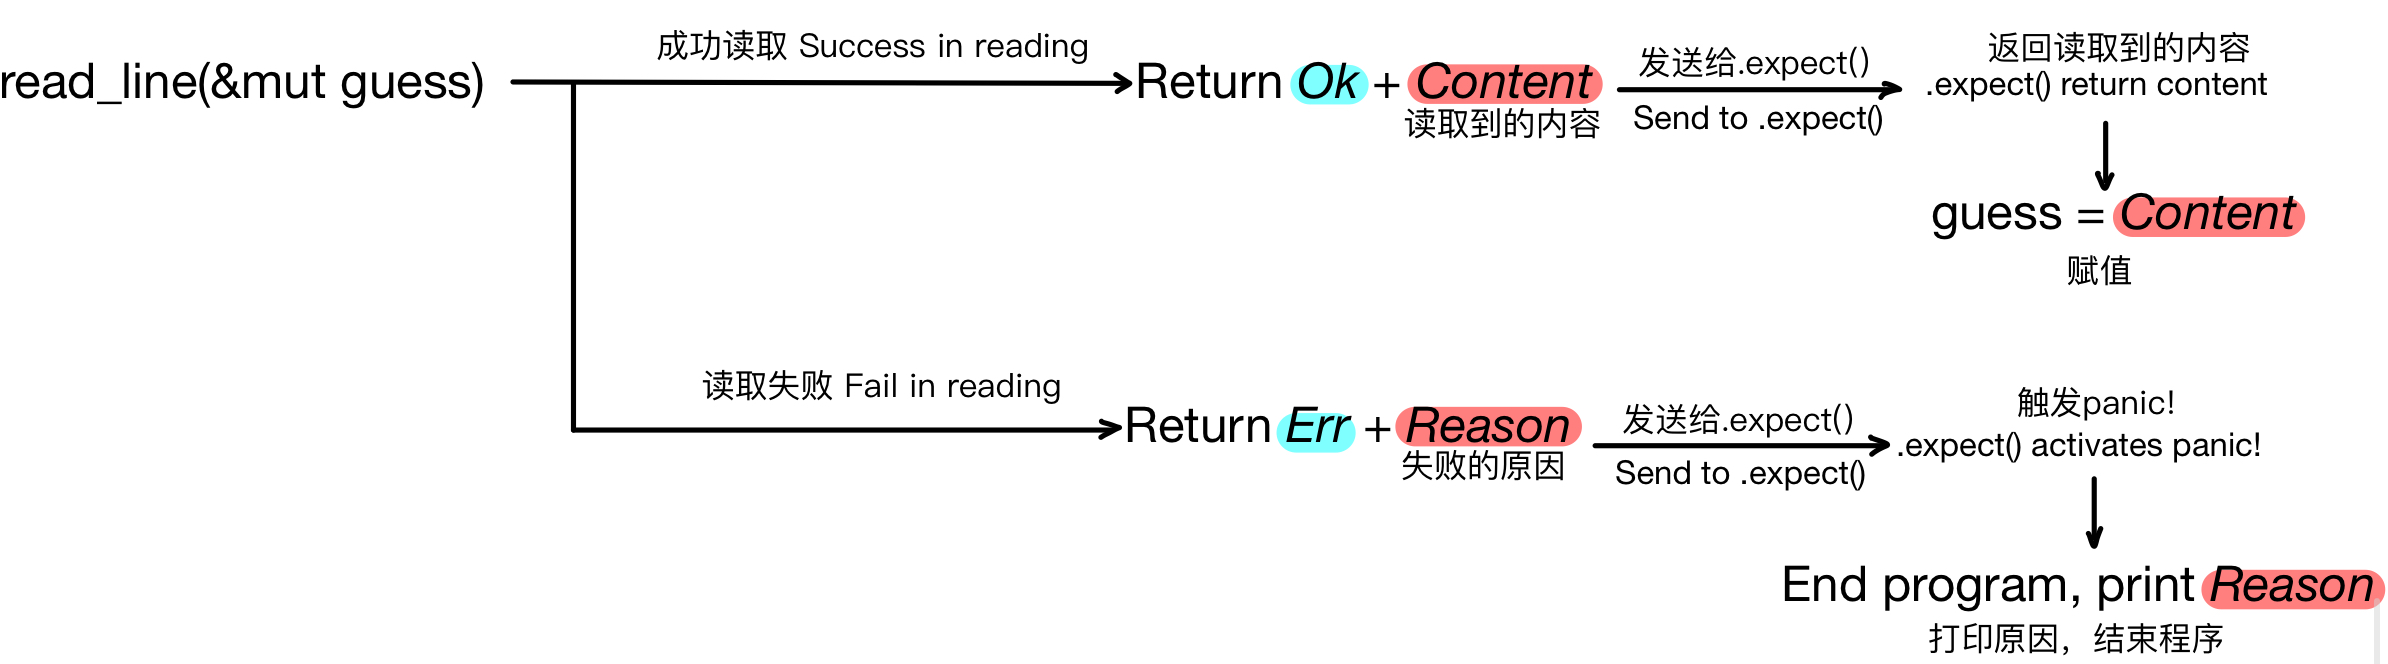 read_line(&mut guess)
成功读取 Success in reading
Return Ok + Content
读取到的内容
发送给.expect()
Send to .expect()
返回读取到的内容
.expect() return content
guess = Content
赋值
读取失败 Fail in reading
Return Err + Reason
失败的原因
发送给.expect()
Send to .expect()
触发panic!
.expect() activates panic!
End program, print Reason
打印原因，结束程序